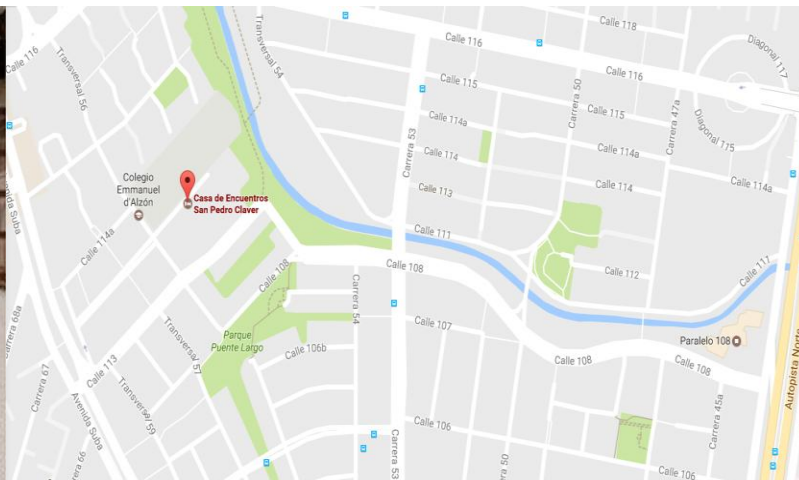 Calle 118
Calle 116
Calle 116
Diagonal 117
Calle 116
Transversal 54
Transversal 56
Calle 115
Calle 115
Carrera 50
Carrera 47a
Diagonal 115
Calle 114a
Calle 114a
Calle 114a
Carrera 53
Calle 114
Calle 114
Colegio
Emmanuel
d'Alzón
Casa de Encuentros
San Pedro Claver
Calle 113
Avenida Suba
Calle 114a
Calle 111
Calle 108
Calle 108
Calle 112
Calle 117
Carrera 54
Carrera 68a
Transversal 57
Parque
Puente Largo
Calle 107
Calle 106b
Paralelo 108
Calle 108
Calle 108
Autopista Norte
Calle 113
Carrera 67
Transversal 59
Avenida Suba
Carrera 45a
Calle 106
Carrera 53
Calle 106